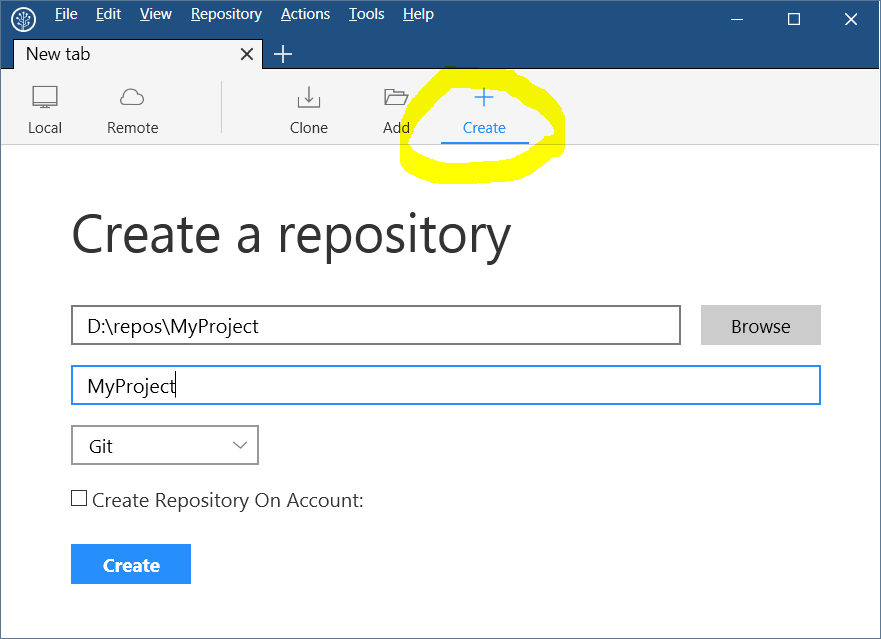 File Edit View Repository Actions Tools Help
New tab
Local Remote Clone Add Create
Create a repository
D:\repos\MyProject Browse
MyProject
Git
Create Repository On Account:
Create